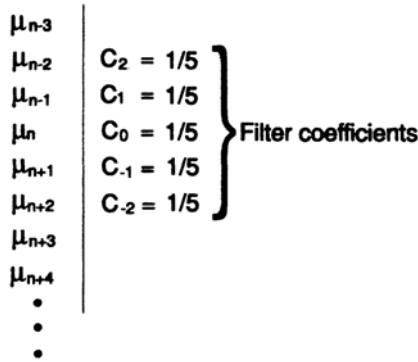 μn-3
μn-2 C2 = 1/5
μn-1 C1 = 1/5
μn C0 = 1/5 Filter coefficients
μn+1 C-1 = 1/5
μn+2 C-2 = 1/5
μn+3
μn+4